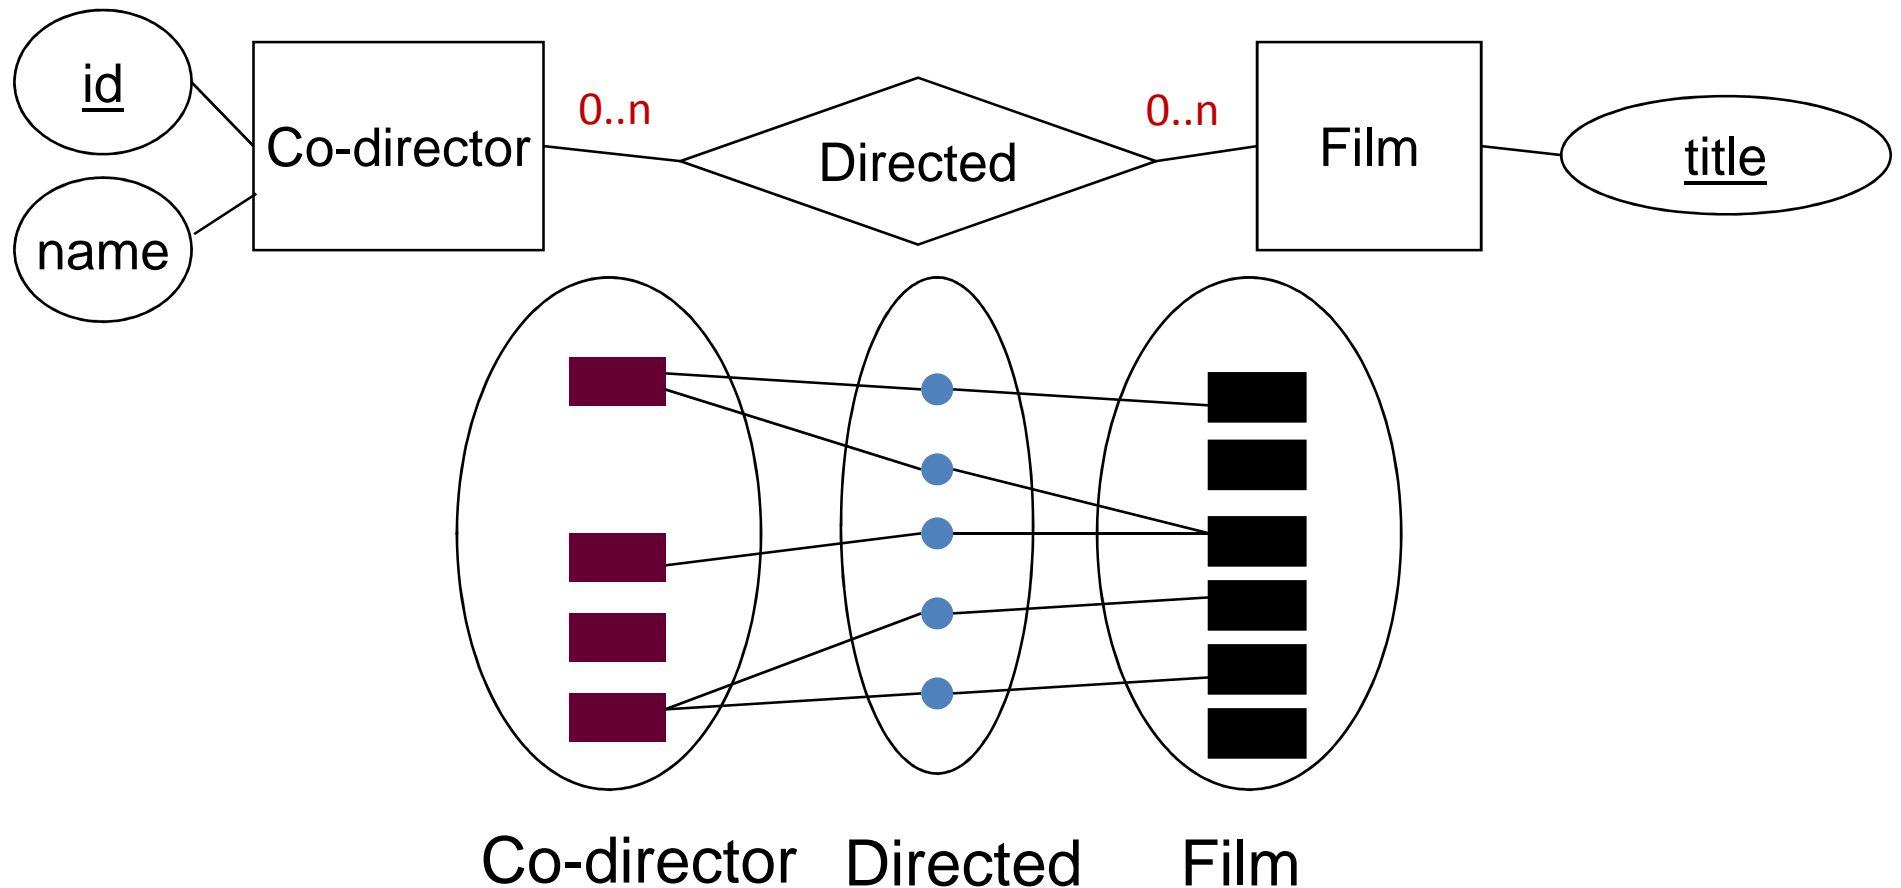 id
name
Co-director
0..n
Directed
0..n
Film
title
Co-director
Directed
Film